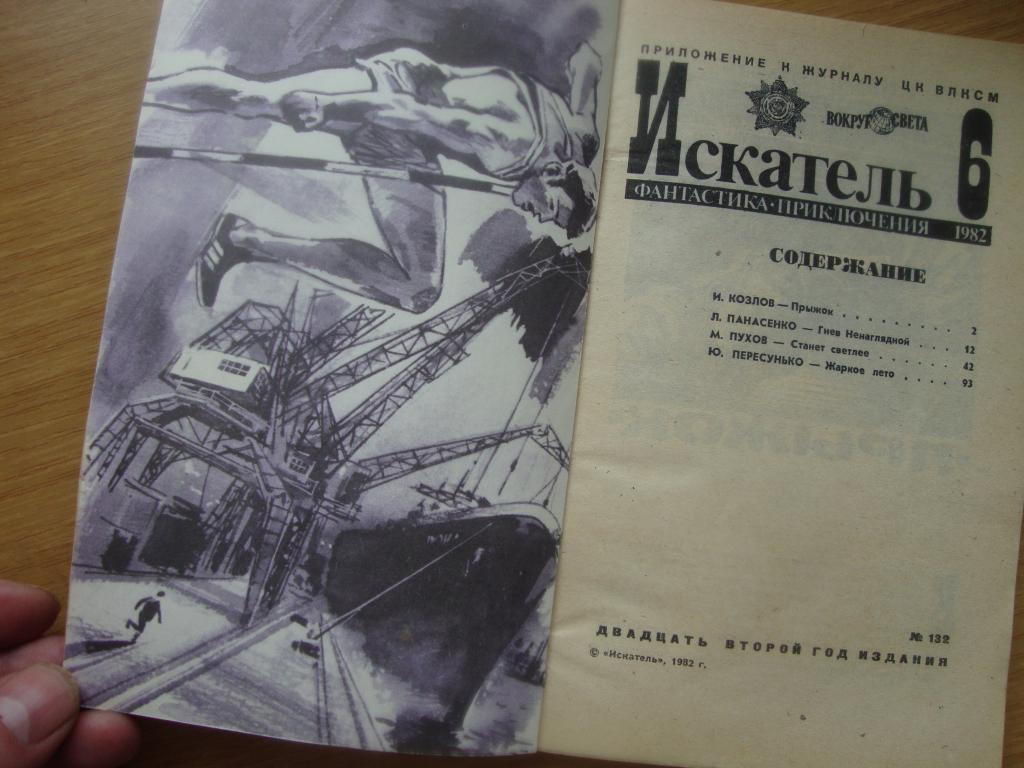 ПРИЛОЖЕНИЕ К ЖУРНАЛУ ЦК ВЛКСМ
ВОКРУГ СВЕТА
Искатель 6
ФАНТАСТИКА·ПРИКЛЮЧЕНИЯ 1982
СОДЕРЖАНИЕ
И. КОЗЛОВ — Прыжок . . . . . . . . . . 2
Л. ПАНАСЕНКО — Гнев Ненаглядной . . . 12
М. ПУХОВ — Станет светлее . . . . . 42
Ю. ПЕРЕСУНЬКО — Жаркое лето . . . . 93
№ 132
ДВАДЦАТЬ ВТОРОЙ ГОД ИЗДАНИЯ
© «Искатель», 1982 г.